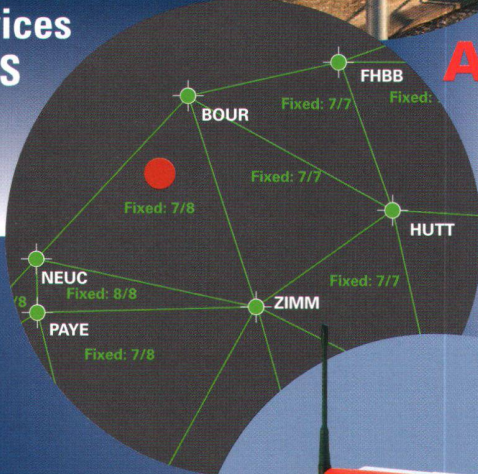 ices
S
A
FHBB
Fixed: 7/7
Fixed:
BOUR
Fixed: 7/7
Fixed: 7/8
HUTT
NEUC
Fixed: 7/7
/8
Fixed: 8/8
ZIMM
PAYE
Fixed: 7/8